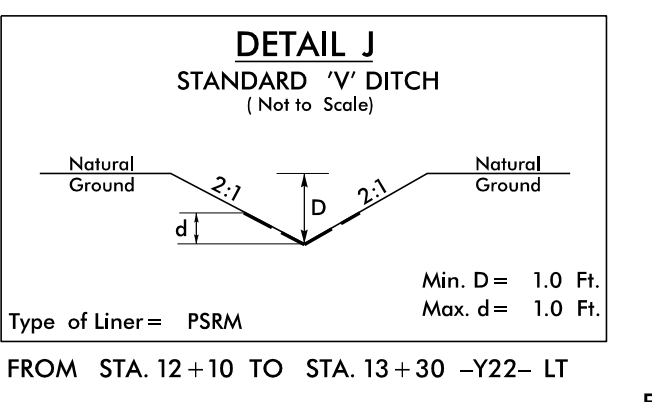 DETAIL J
STANDARD 'V' DITCH
( Not to Scale)
Natural
Ground
2:1
D
2:1
Natural
Ground
d
Min. D = 1.0 Ft.
Max. d = 1.0 Ft.
Type of Liner = PSRM
FROM STA. 12+10 TO STA. 13+30 –Y22– LT